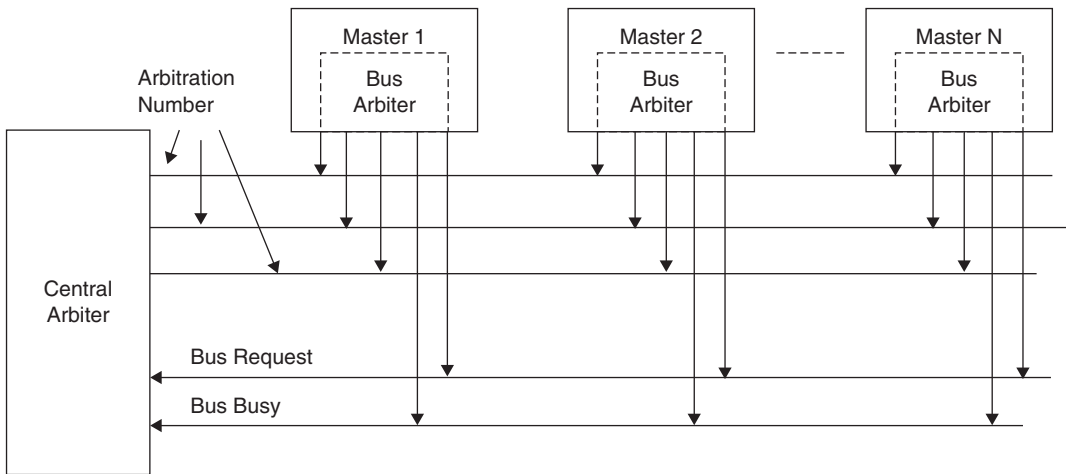 Master 1
Bus
Arbiter
Master 2
Bus
Arbiter
Master N
Bus
Arbiter
Arbitration
Number
Central
Arbiter
Bus Request
Bus Busy